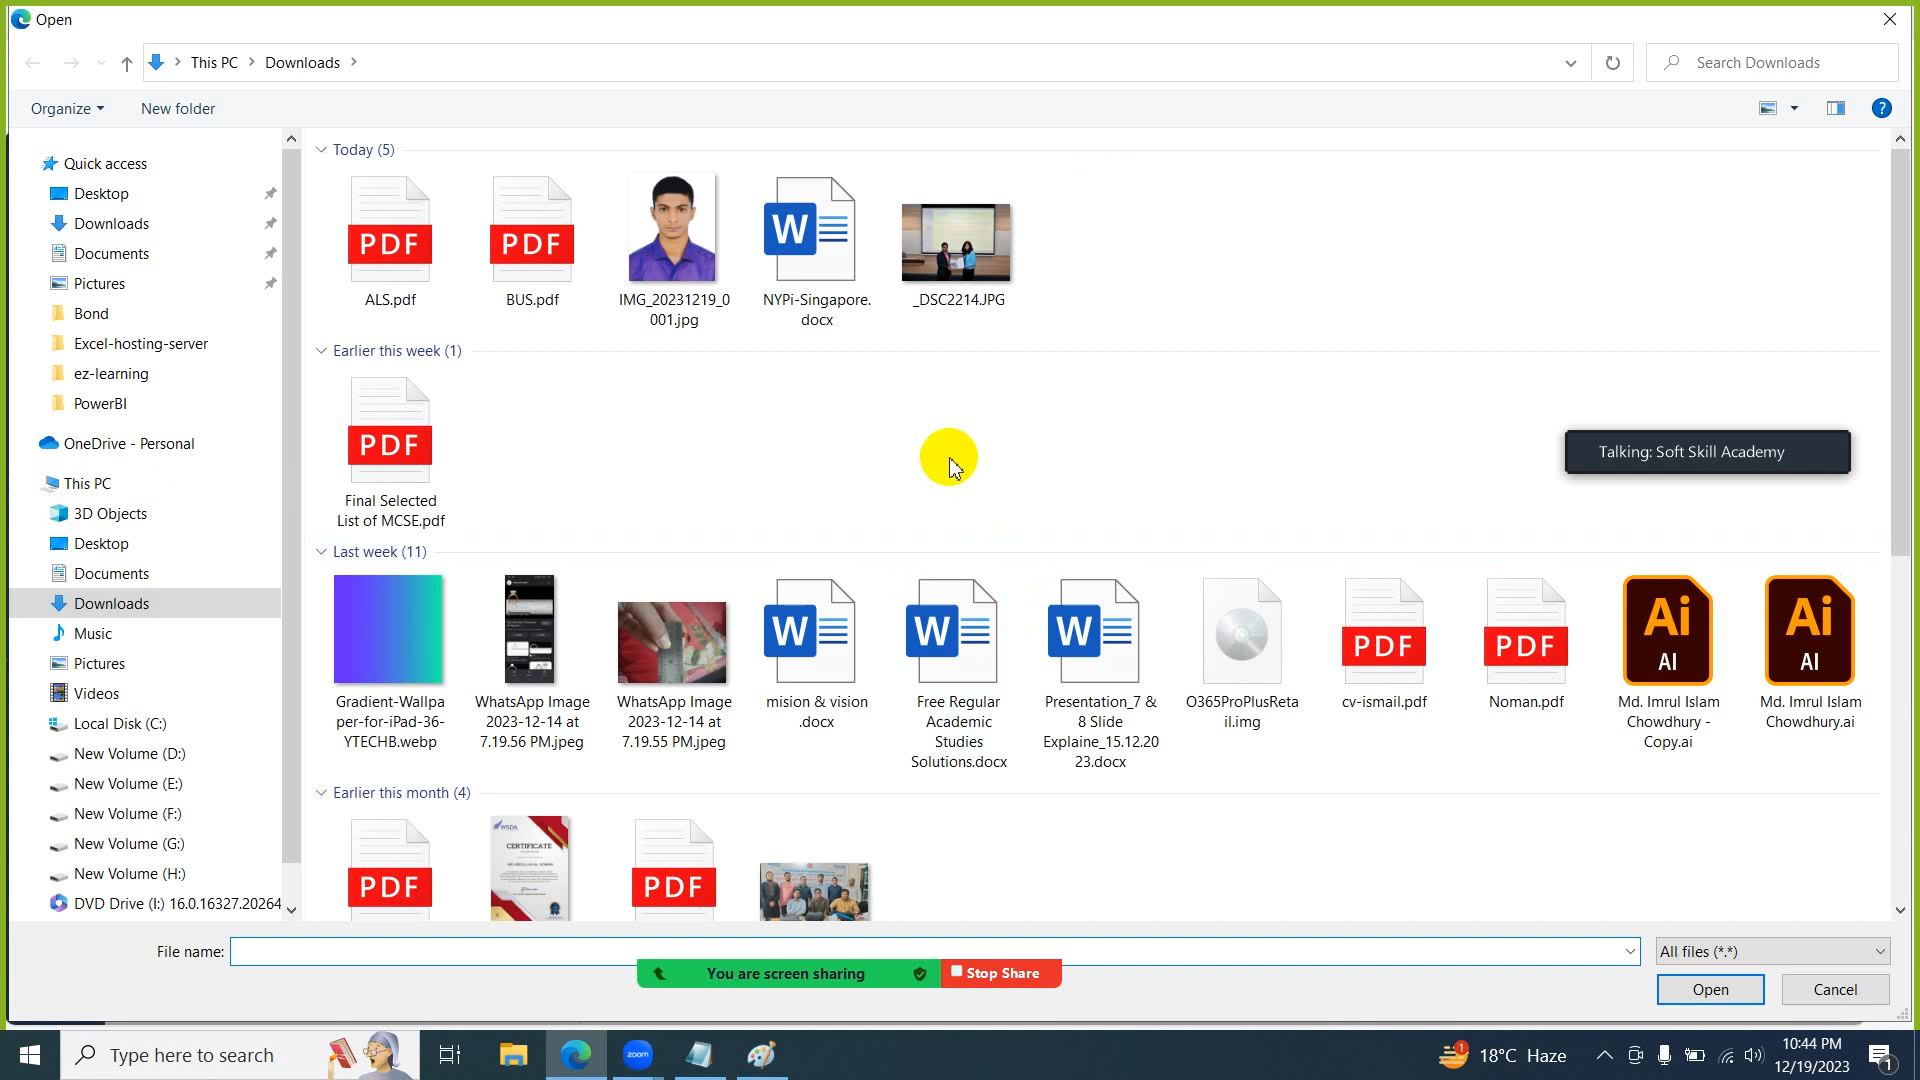 Open
This PC
Downloads
Search Downloads
Organize
New folder
?
Quick access
Desktop
Downloads
Documents
Pictures
Bond
Excel-hosting-server
ez-learning
PowerBI
OneDrive - Personal
This PC
3D Objects
Desktop
Documents
Downloads
Music
Pictures
Videos
Local Disk (C:)
New Volume (D:)
New Volume (E:)
New Volume (F:)
New Volume (G:)
New Volume (H:)
DVD Drive (I:) 16.0.16327.20264
Today (5)
PDF
ALS.pdf
PDF
BUS.pdf
IMG_20231219_0
001.jpg
W
NYPi-Singapore.
docx
_DSC2214.JPG
Earlier this week (1)
PDF
Final Selected
List of MCSE.pdf
Talking: Soft Skill Academy
Last week (11)
Gradient-Wallpa
per-for-iPad-36-
YTECHB.webp
WhatsApp Image
2023-12-14 at
7.19.56 PM.jpeg
WhatsApp Image
2023-12-14 at
7.19.55 PM.jpeg
W
mision & vision
.docx
W
Free Regular
Academic
Studies
Solutions.docx
W
Presentation_7 &
8 Slide
Explaine_15.12.20
23.docx
O365ProPlusReta
il.img
PDF
cv-ismail.pdf
PDF
Noman.pdf
Ai
AI
Md. Imrul Islam
Chowdhury -
Copy.ai
Ai
AI
Md. Imrul Islam
Chowdhury.ai
Earlier this month (4)
PDF
WSDA
CERTIFICATE
PDF
File name:
All files (*.*)
You are screen sharing
Stop Share
Open
Cancel
Type here to search
zoom
1
18°C Haze
10:44 PM
12/19/2023
1